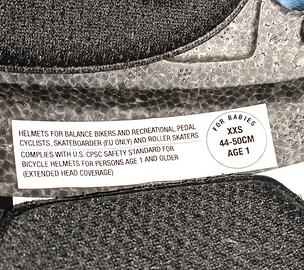 HELMETS FOR BALANCE BIKERS AND RECREATIONAL PEDAL
CYCLISTS, SKATEBOARDER (EU ONLY) AND ROLLER SKATERS
COMPLIES WITH U.S. CPSC SAFETY STANDARD FOR
BICYCLE HELMETS FOR PERSONS AGE 1 AND OLDER
(EXTENDED HEAD COVERAGE)
FOR BABIES
XXS
44-50CM
AGE 1